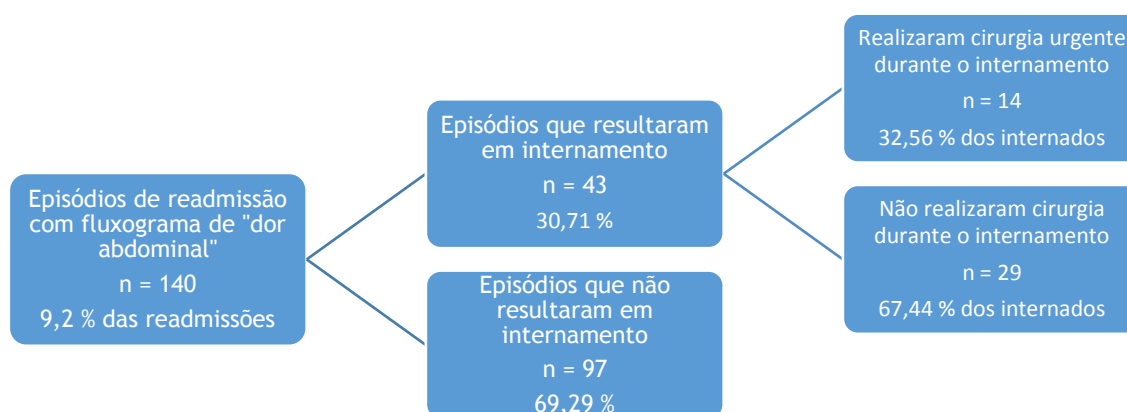 Episódios de readmissão
com fluxograma de "dor
abdominal"
n = 140
9,2 % das readmissões
Episódios que resultaram
em internamento
n = 43
30,71 %
Episódios que não
resultaram em
internamento
n = 97
69,29 %
Realizaram cirurgia urgente
durante o internamento
n = 14
32,56 % dos internados
Não realizaram cirurgia
durante o internamento
n = 29
67,44 % dos internados